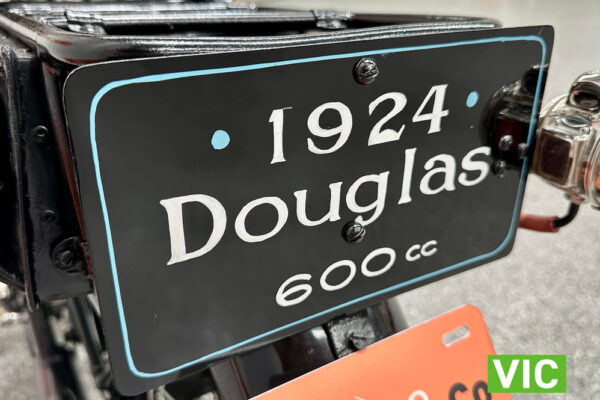 • 1924 •
Douglas
600 cc
VIC